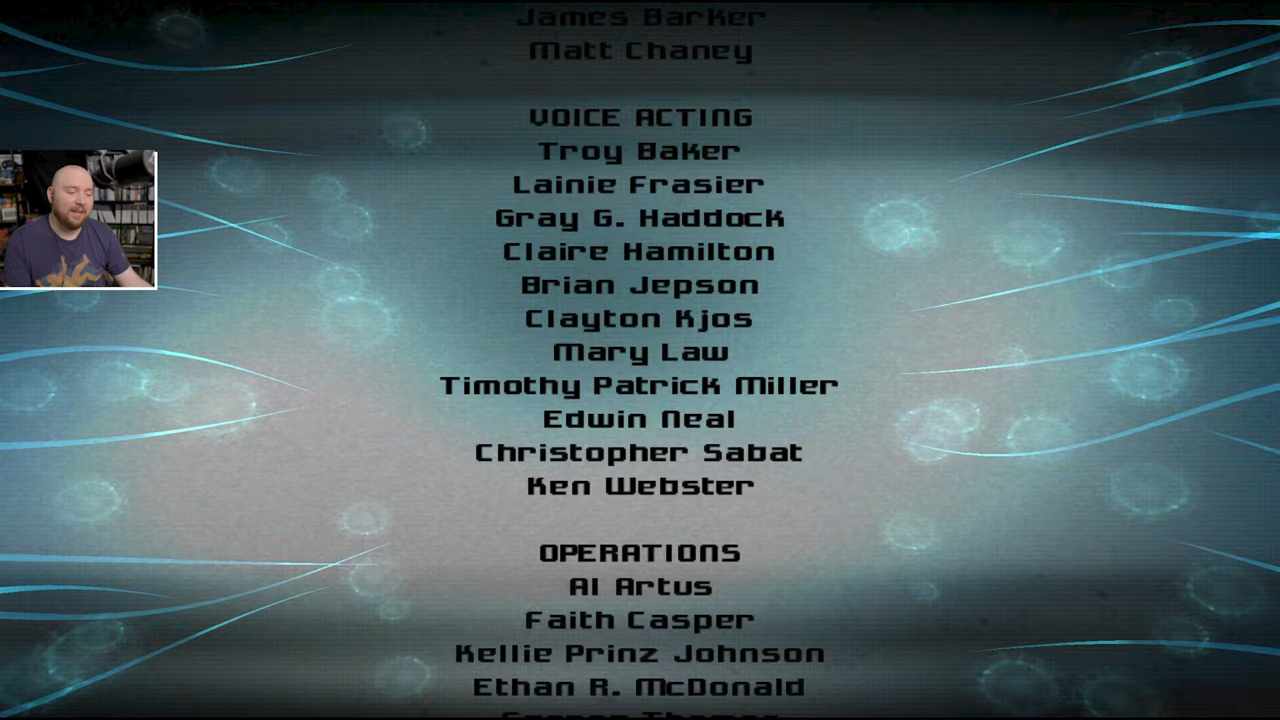 James Barker
Matt Chaney
VOICE ACTING
Troy Baker
Lainie Frasier
Gray G. Haddock
Claire Hamilton
Brian Jepson
Clayton Kjos
Mary Law
Timothy Patrick Miller
Edwin Neal
Christopher Sabat
Ken Webster
OPERATIONS
Al Artus
Faith Casper
Kellie Prinz Johnson
Ethan R. McDonald